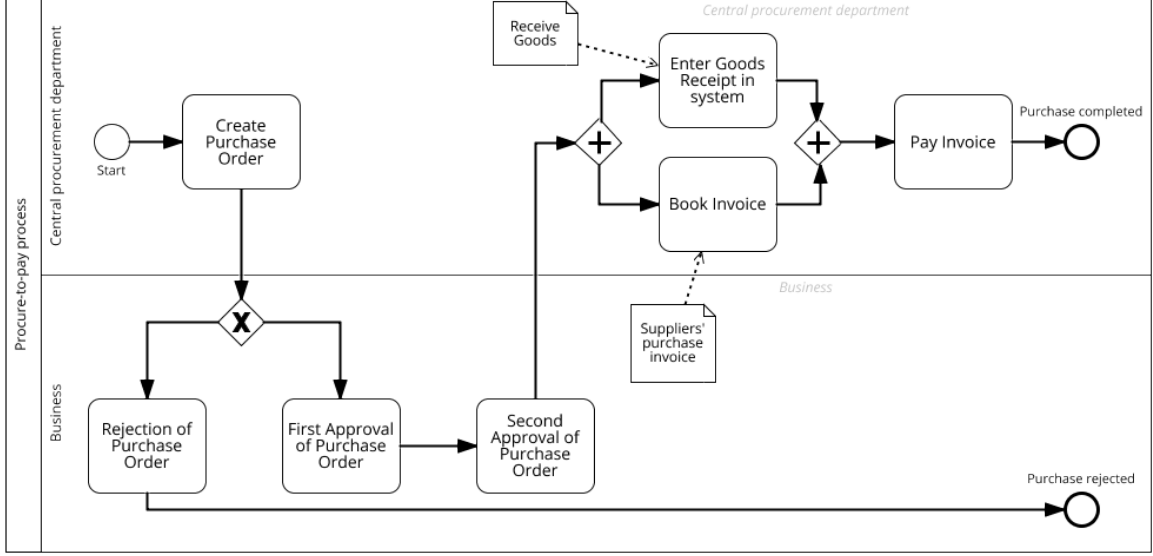 Procure-to-pay process
Central procurement department
Central procurement department
Receive
Goods
Enter Goods
Receipt in
system
Create
Purchase
Order
Start
Pay Invoice
Purchase completed
Book Invoice
Business
Business
Suppliers'
purchase
invoice
X
Rejection of
Purchase
Order
First Approval
of Purchase
Order
Second
Approval of
Purchase
Order
Purchase rejected